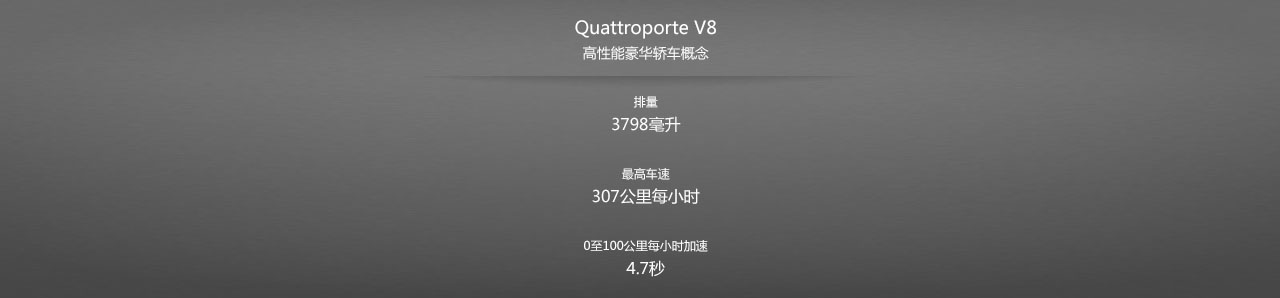 Quattroporte V8
高性能豪华轿车概念
排量
3798毫升
最高车速
307公里每小时
0至100公里每小时加速
4.7秒